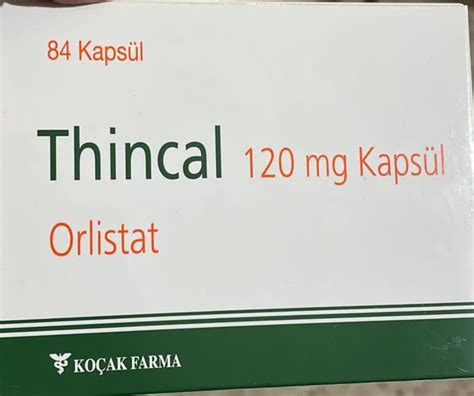 84 Kapsül
Thincal 120 mg Kapsül
Orlistat
KOÇAK FARMA